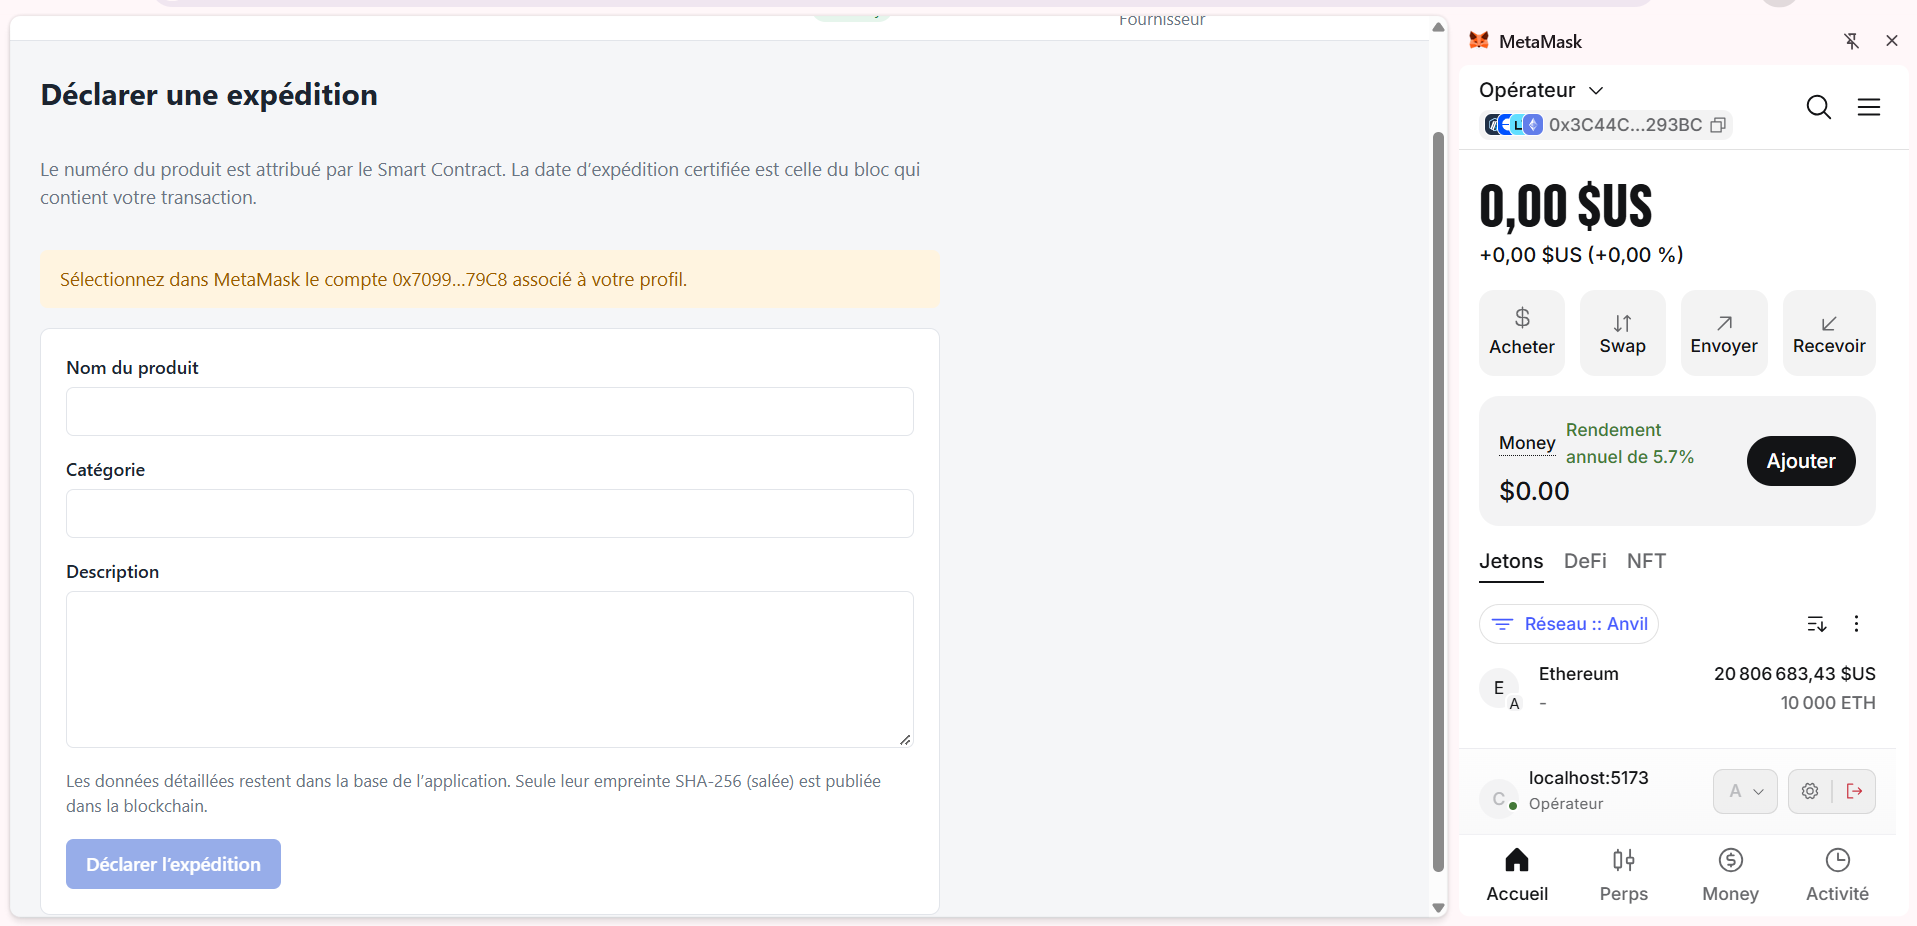 Fournisseur
Déclarer une expédition
Le numéro du produit est attribué par le Smart Contract. La date d’expédition certifiée est celle du bloc qui
contient votre transaction.
Sélectionnez dans MetaMask le compte 0x7099…79C8 associé à votre profil.
Nom du produit
Catégorie
Description
Les données détaillées restent dans la base de l’application. Seule leur empreinte SHA-256 (salée) est publiée
dans la blockchain.
Déclarer l’expédition
MetaMask
Opérateur
L 0x3C44C...293BC
0,00 $US
+0,00 $US (+0,00 %)
Acheter Swap Envoyer Recevoir
Money Rendement
annuel de 5.7%
$0.00
Ajouter
Jetons DeFi NFT
Réseau :: Anvil
E A Ethereum 20 806 683,43 $US
- 10 000 ETH
C localhost:5173
Opérateur
A
Accueil Perps Money Activité